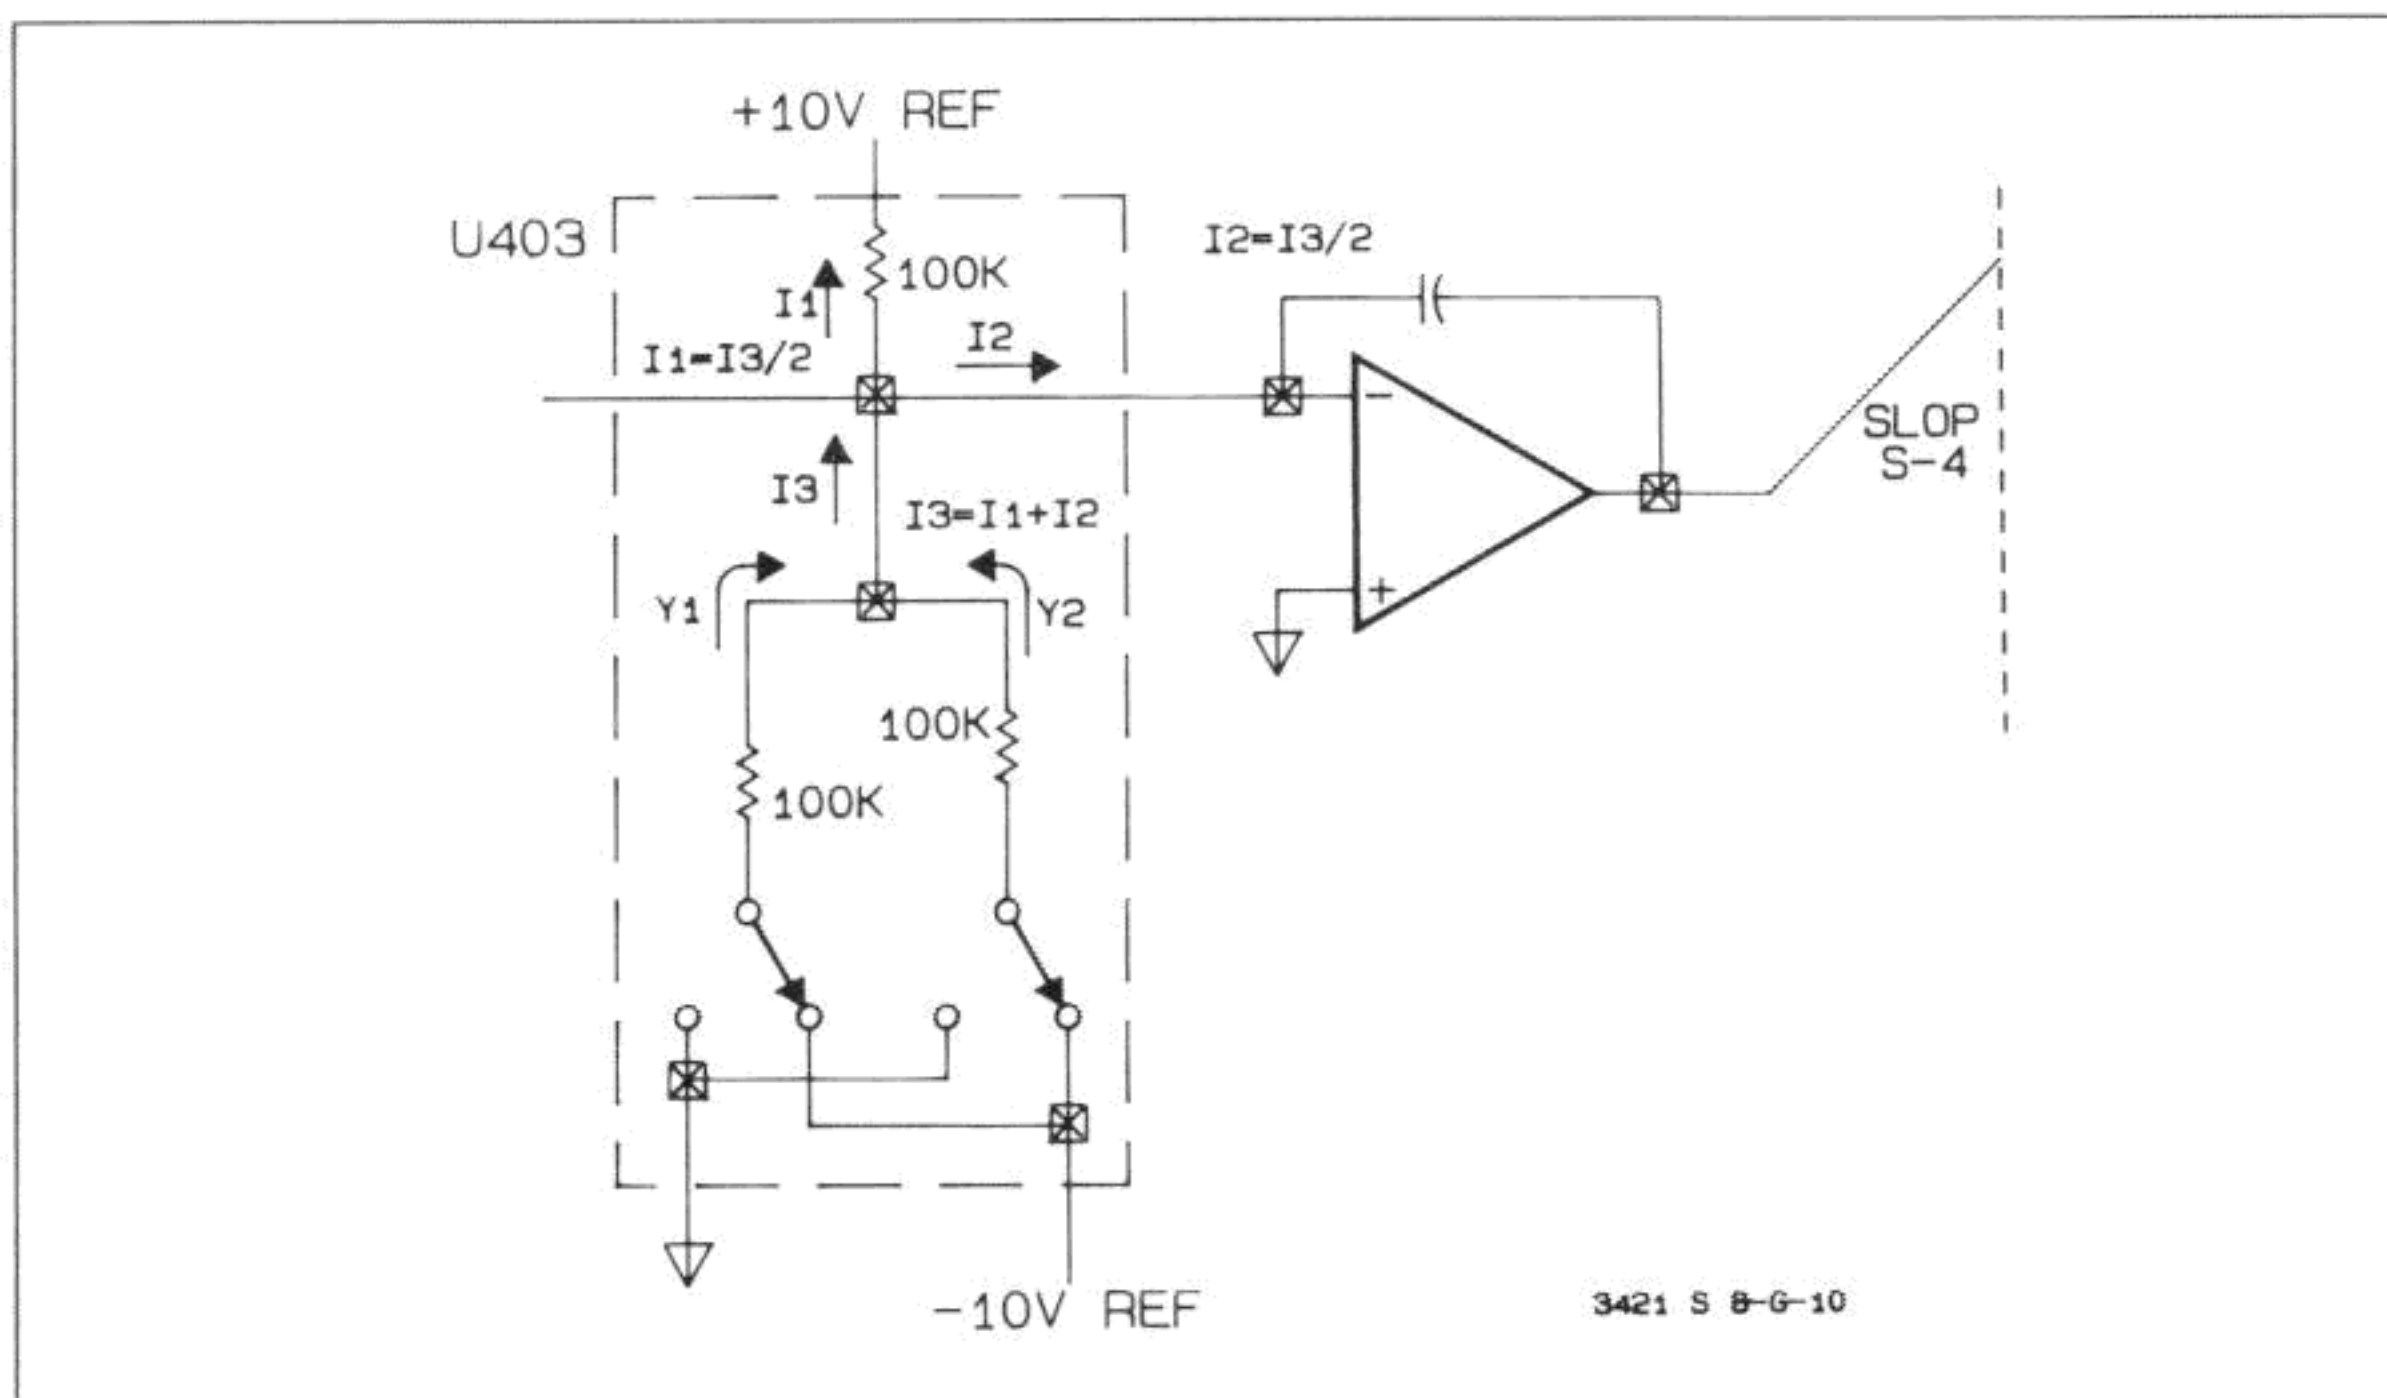 +10V REF
U403
I2=I3/2
100K
I1
I2
I1=I3/2
-
SLOP
S-4
I3
I3=I1+I2
Y1
Y2
+
100K
100K
-10V REF
3421 S 8-G-10